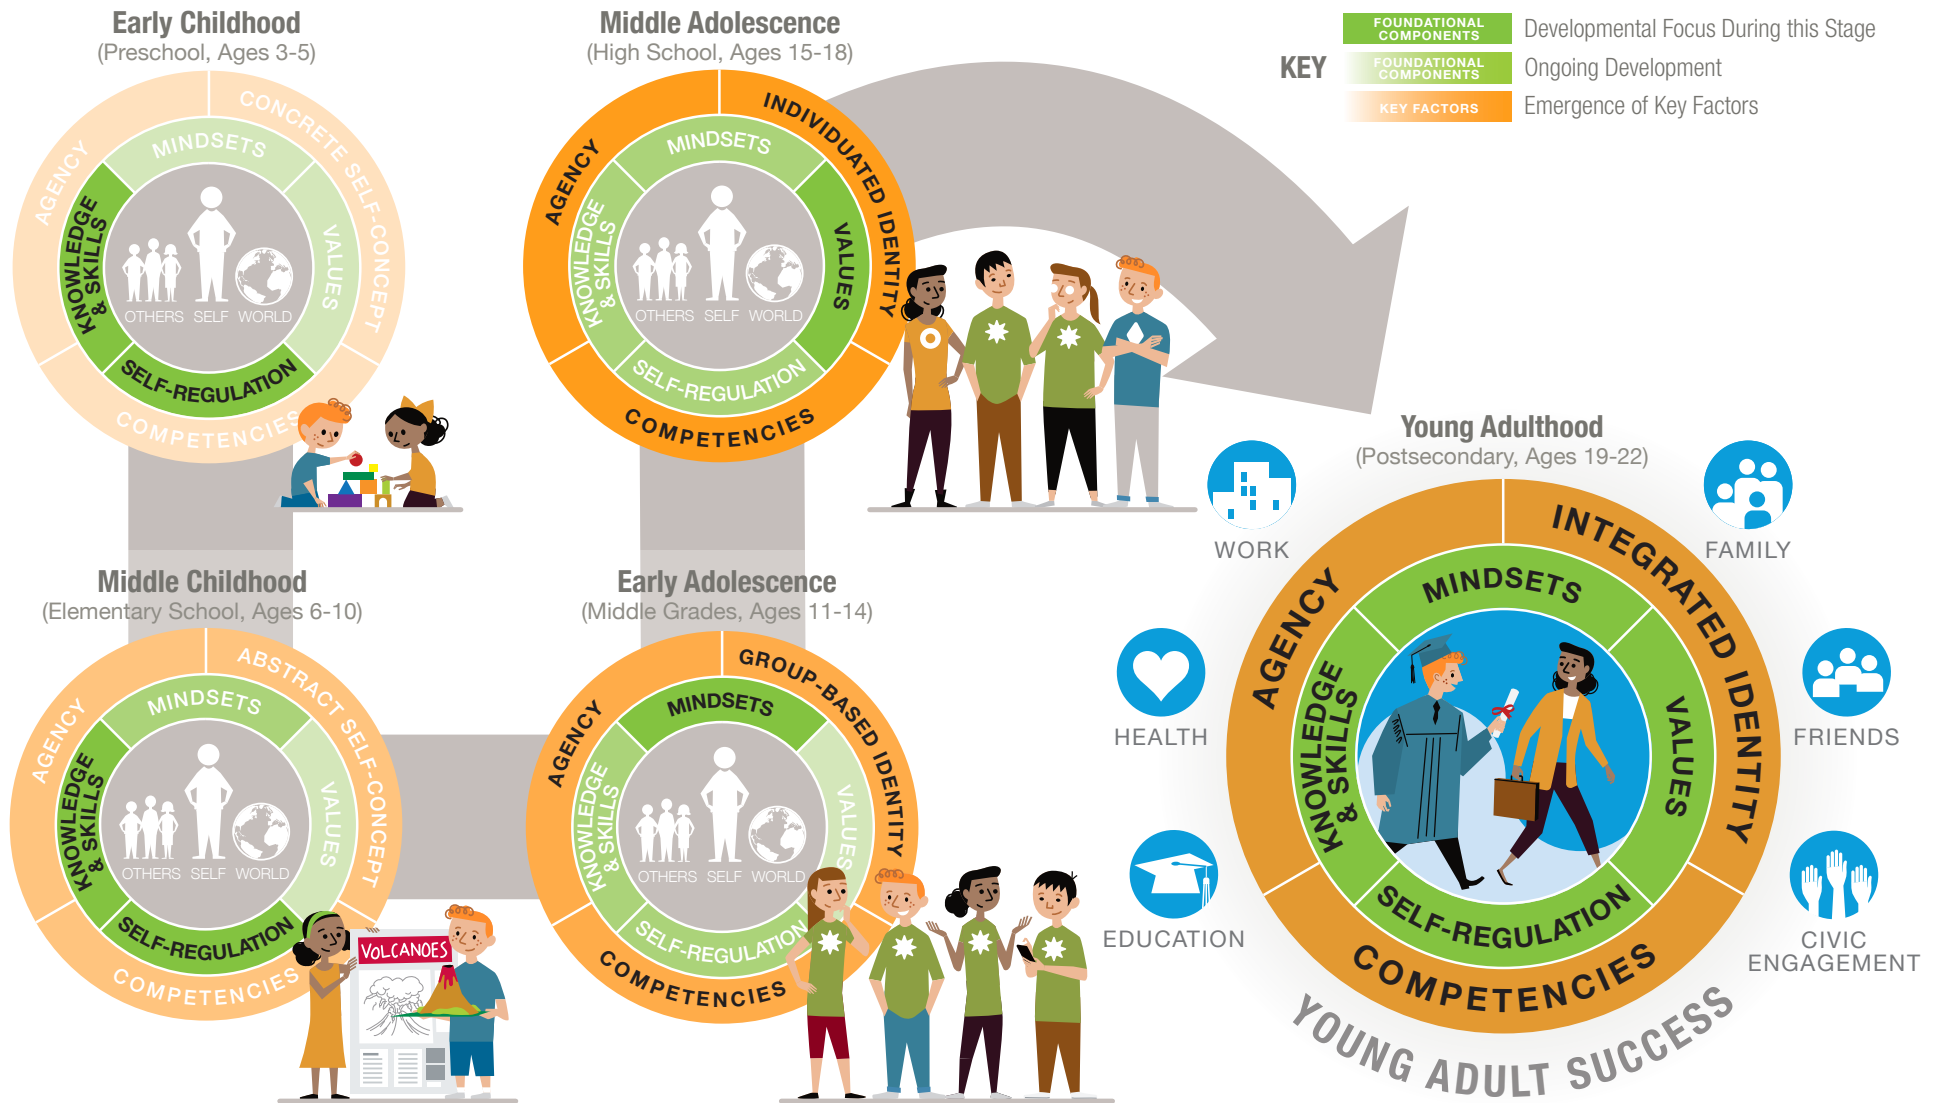 Early Childhood
(Preschool, Ages 3-5)
AGENCY
CONCRETE SELF-CONCEPT
COMPETENCIES
MINDSETS
VALUES
KNOWLEDGE
& SKILLS
SELF-REGULATION
OTHERS SELF WORLD
Middle Childhood
(Elementary School, Ages 6-10)
AGENCY
ABSTRACT SELF-CONCEPT
COMPETENCIES
MINDSETS
VALUES
KNOWLEDGE
& SKILLS
SELF-REGULATION
OTHERS SELF WORLD
VOLCANOES
Early Adolescence
(Middle Grades, Ages 11-14)
AGENCY
GROUP-BASED IDENTITY
COMPETENCIES
MINDSETS
VALUES
KNOWLEDGE
& SKILLS
SELF-REGULATION
OTHERS SELF WORLD
Middle Adolescence
(High School, Ages 15-18)
AGENCY
INDIVIDUATED IDENTITY
COMPETENCIES
MINDSETS
VALUES
KNOWLEDGE
& SKILLS
SELF-REGULATION
OTHERS SELF WORLD
KEY
FOUNDATIONAL
COMPONENTS
Developmental Focus During this Stage
FOUNDATIONAL
COMPONENTS
Ongoing Development
KEY FACTORS
Emergence of Key Factors
Young Adulthood
(Postsecondary, Ages 19-22)
AGENCY
INTEGRATED IDENTITY
COMPETENCIES
MINDSETS
VALUES
KNOWLEDGE
& SKILLS
SELF-REGULATION
WORK
HEALTH
EDUCATION
FAMILY
FRIENDS
CIVIC
ENGAGEMENT
YOUNG ADULT SUCCESS